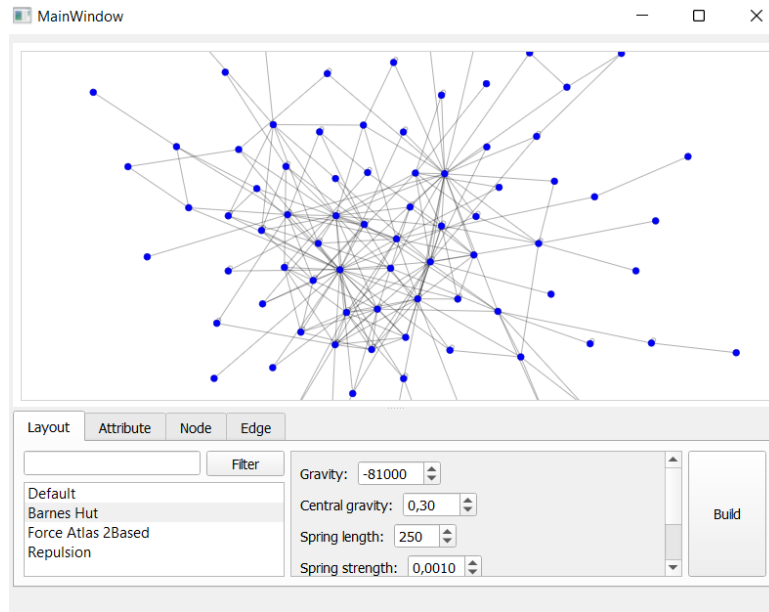 MainWindow
Layout Attribute Node Edge
Filter
Default
Barnes Hut
Force Atlas 2Based
Repulsion
Gravity: -81000
Central gravity: 0,30
Spring length: 250
Spring strength: 0,0010
Build